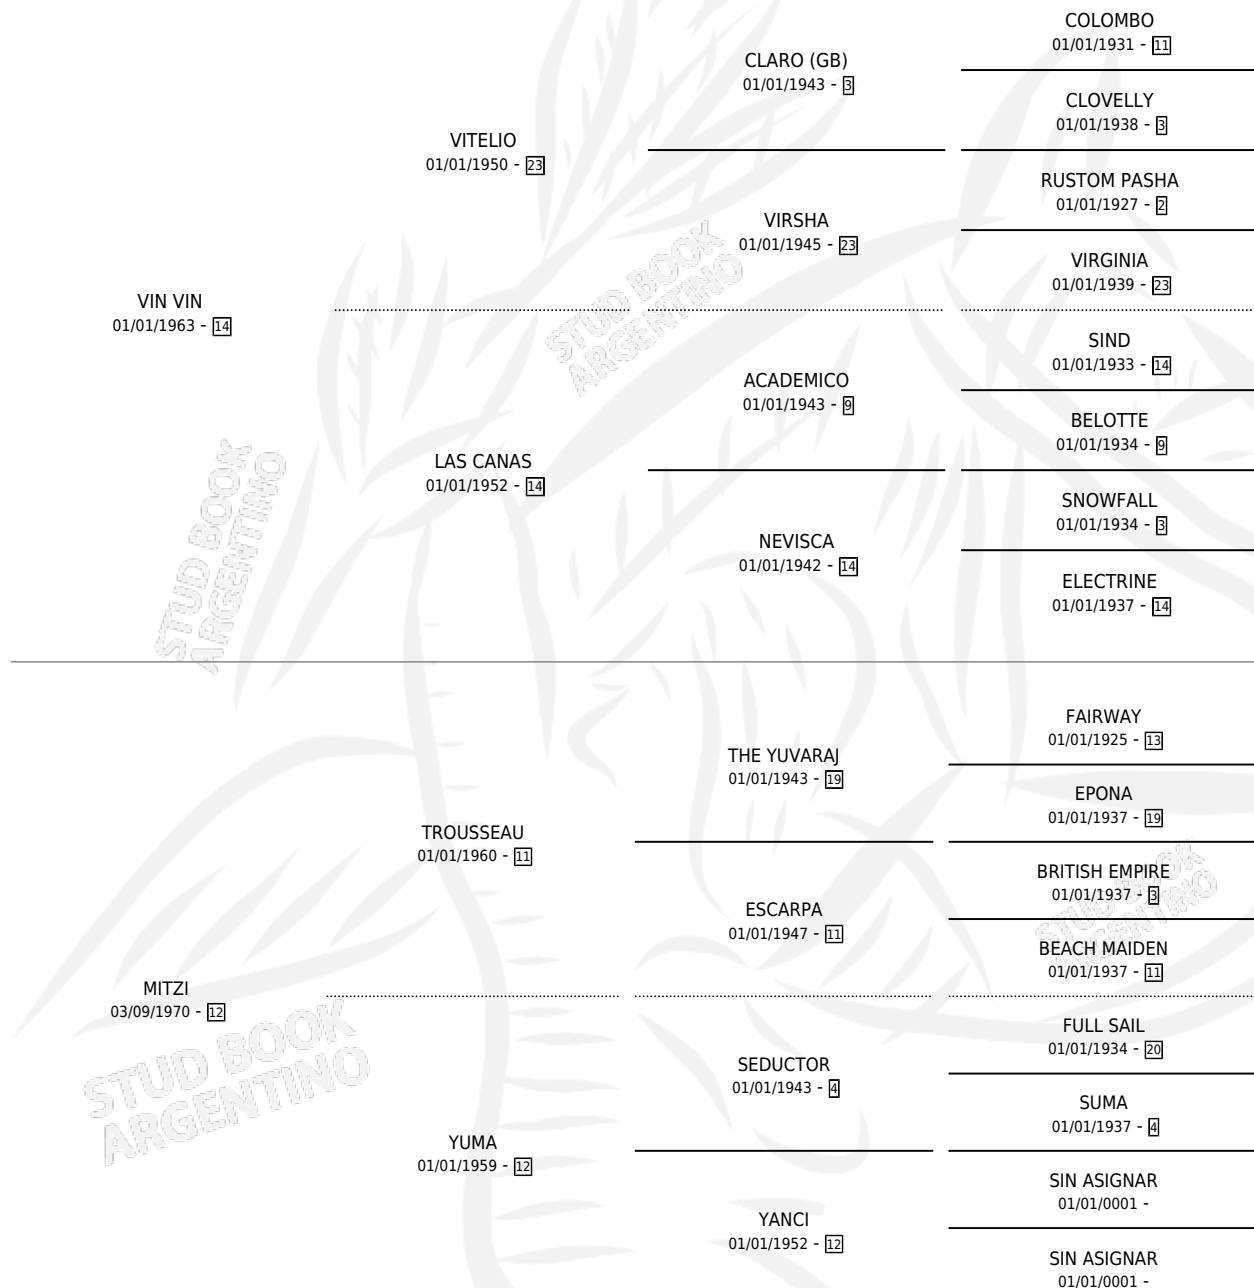 COLOMBO
01/01/1931 - 11
CLARO (GB)
01/01/1943 - 3
CLOVELLY
01/01/1938 - 3
VITELIO
01/01/1950 - 23
RUSTOM PASHA
01/01/1927 - 2
VIRSHA
01/01/1945 - 23
VIRGINIA
01/01/1939 - 23
VIN VIN
01/01/1963 - 14
SIND
01/01/1933 - 14
ACADEMICO
01/01/1943 - 9
BELOTTE
01/01/1934 - 9
LAS CANAS
01/01/1952 - 14
SNOWFALL
01/01/1934 - 3
NEVISCA
01/01/1942 - 14
ELECTRINE
01/01/1937 - 14
FAIRWAY
01/01/1925 - 13
THE YUVARAJ
01/01/1943 - 19
EPONA
01/01/1937 - 19
TROUSSEAU
01/01/1960 - 11
BRITISH EMPIRE
01/01/1937 - 3
ESCARPA
01/01/1947 - 11
BEACH MAIDEN
01/01/1937 - 11
MITZI
03/09/1970 - 12
FULL SAIL
01/01/1934 - 20
SEDUCTOR
01/01/1943 - 4
SUMA
01/01/1937 - 4
YUMA
01/01/1959 - 12
SIN ASIGNAR
01/01/0001 -
YANCI
01/01/1952 - 12
SIN ASIGNAR
01/01/0001 -
STUD BOOK
ARGENTINO
STUD BOOK
ARGENTINO
STUD BOOK
ARGENTINO
STUD BOOK
ARGENTINO